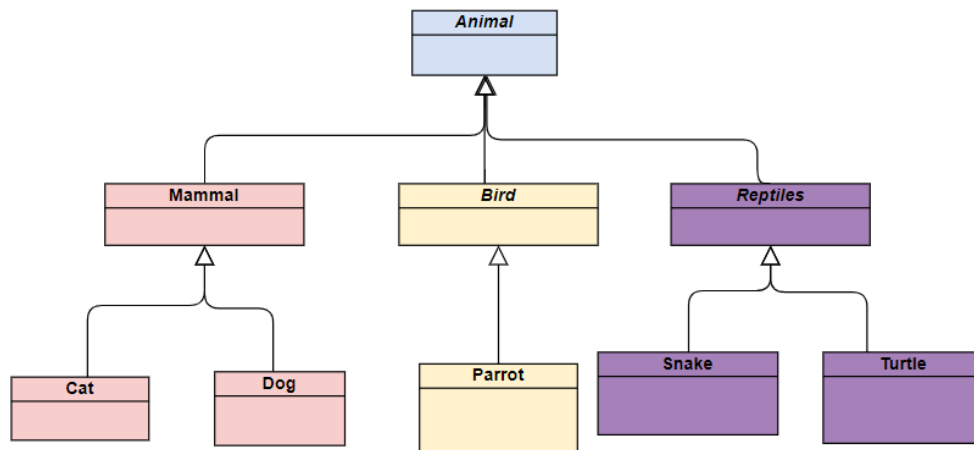 Animal
Mammal
Bird
Reptiles
Cat
Dog
Parrot
Snake
Turtle